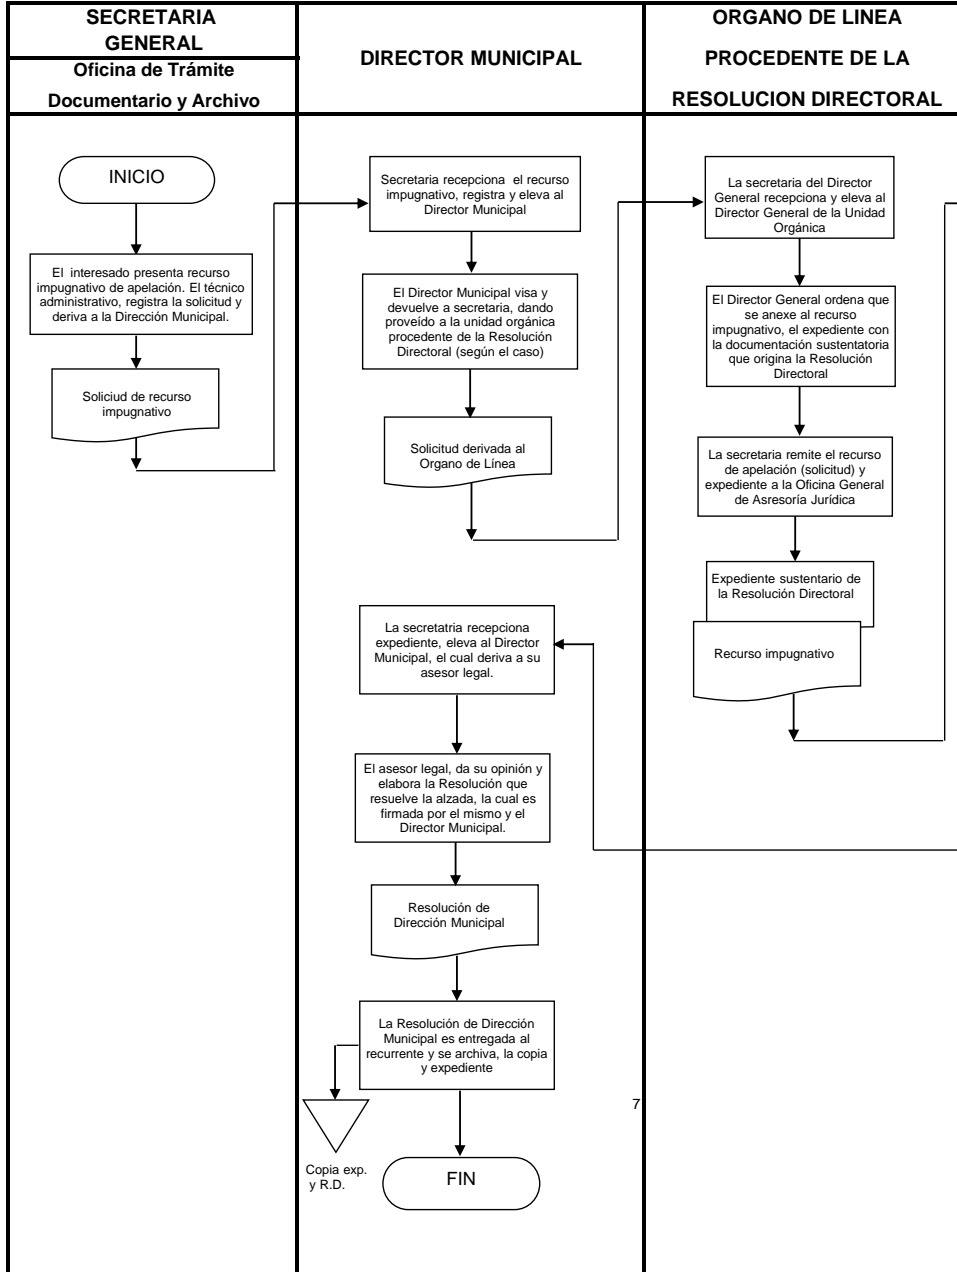 SECRETARIA
GENERAL
Oficina de Trámite
Documentario y Archivo
DIRECTOR MUNICIPAL
ORGANO DE LINEA
PROCEDENTE DE LA
RESOLUCION DIRECTORAL
INICIO
El interesado presenta recurso
impugnativo de apelación. El técnico
administrativo, registra la solicitud y
deriva a la Dirección Municipal.
Soliciud de recurso
impugnativo
Secretaria recepciona el recurso
impugnativo, registra y eleva al
Director Municipal
El Director Municipal visa y
devuelve a secretaria, dando
proveído a la unidad orgánica
procedente de la Resolución
Directoral (según el caso)
Solicitud derivada al
Organo de Línea
La secretaria del Director
General recepciona y eleva al
Director General de la Unidad
Orgánica
El Director General ordena que
se anexe al recurso
impugnativo, el expediente con
la documentación sustentatoria
que origina la Resolución
Directoral
La secretaria remite el recurso
de apelación (solicitud) y
expediente a la Oficina General
de Asresoría Jurídica
Expediente sustentario de
la Resolución Directoral
Recurso impugnativo
La secretatria recepciona
expediente, eleva al Director
Municipal, el cual deriva a su
asesor legal.
El asesor legal, da su opinión y
elabora la Resolución que
resuelve la alzada, la cual es
firmada por el mismo y el
Director Municipal.
Resolución de
Dirección Municipal
La Resolución de Dirección
Municipal es entregada al
recurrente y se archiva, la copia
y expediente
7
Copia exp.
y R.D.
FIN